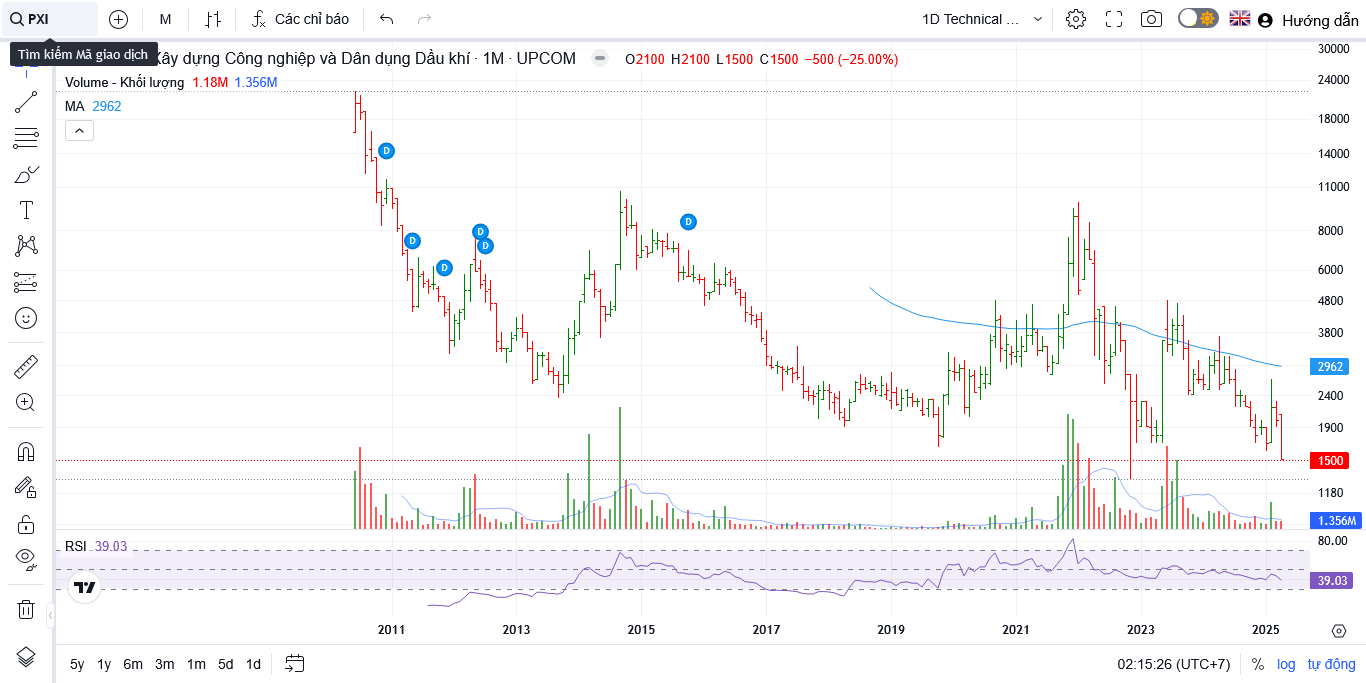 PXI
M
Các chỉ báo
1D Technical ...
Hướng dẫn
Tìm kiếm Mã giao dịch
Xây dựng Công nghiệp và Dân dụng Dầu khí · 1M · UPCOM
O2100 H2100 L1500 C1500 −500 (−25.00%)
Volume - Khối lượng 1.18M 1.356M
MA 2962
30000
24000
18000
14000
11000
8000
6000
4800
3800
2962
2400
1900
1500
1180
1.356M
D
D
D
D
D
D
RSI 39.03
80.00
39.03
2011 2013 2015 2017 2019 2021 2023 2025
5y 1y 6m 3m 1m 5d 1d
02:15:26 (UTC+7) % log tự động